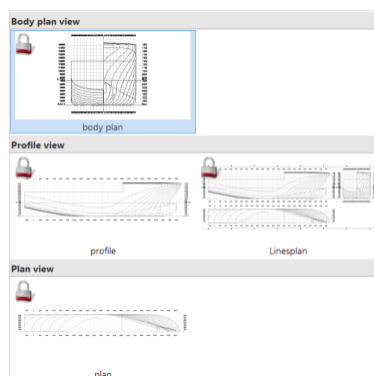 Body plan view
body plan
Profile view
profile
Linesplan
Plan view
plan